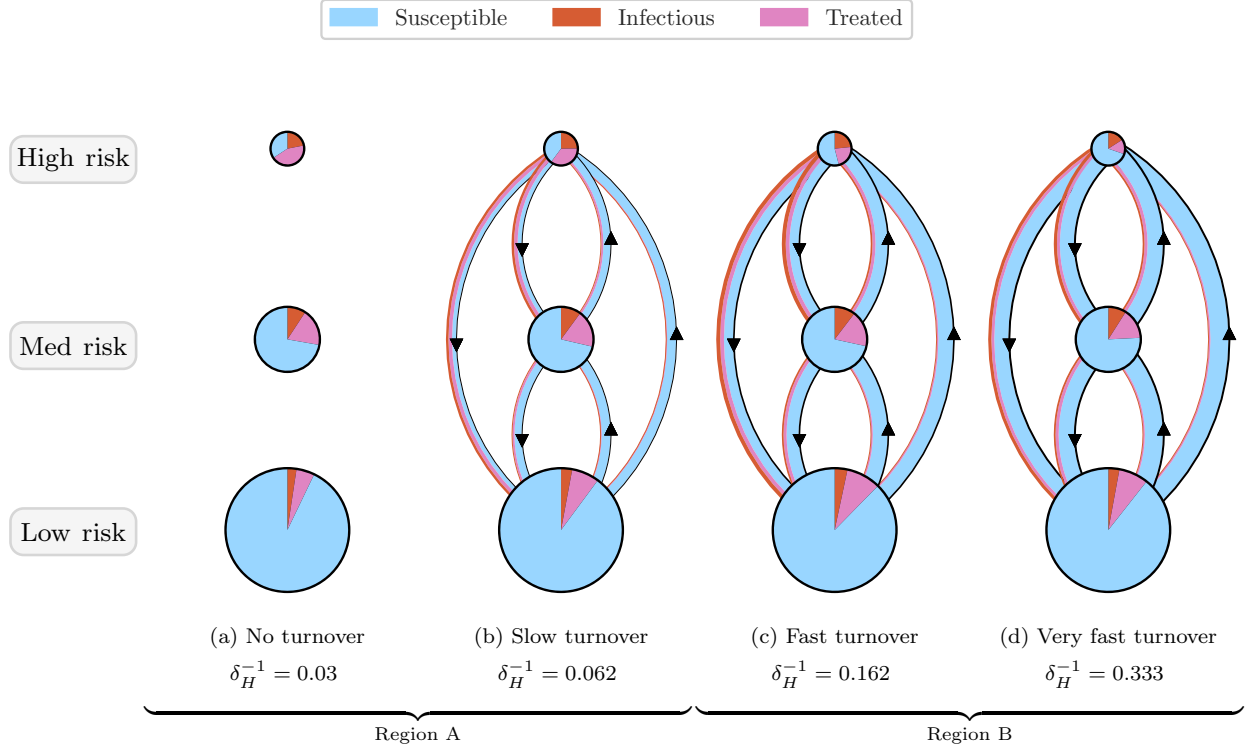 Susceptible Infectious Treated
High risk
Med risk
Low risk
(a) No turnover (b) Slow turnover (c) Fast turnover (d) Very fast turnover
δ_H^{-1} = 0.03 δ_H^{-1} = 0.062 δ_H^{-1} = 0.162 δ_H^{-1} = 0.333
Region A Region B